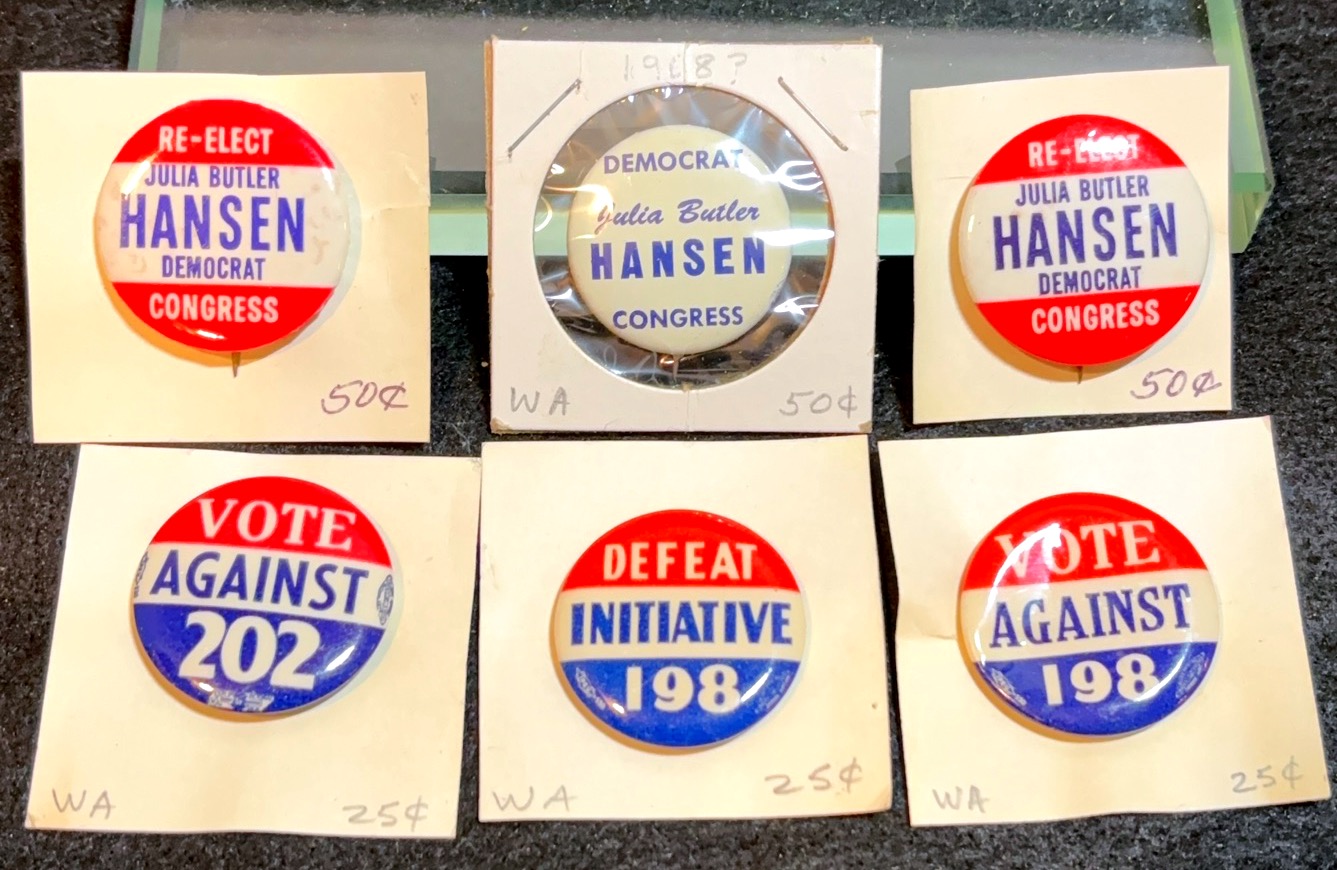 RE-ELECT
JULIA BUTLER
HANSEN
DEMOCRAT
CONGRESS
50¢
1968?
DEMOCRAT
Julia Butler
HANSEN
CONGRESS
WA
50¢
RE-ELECT
JULIA BUTLER
HANSEN
DEMOCRAT
CONGRESS
50¢
VOTE
AGAINST
202
WA
25¢
DEFEAT
INITIATIVE
198
WA
25¢
VOTE
AGAINST
198
WA
25¢